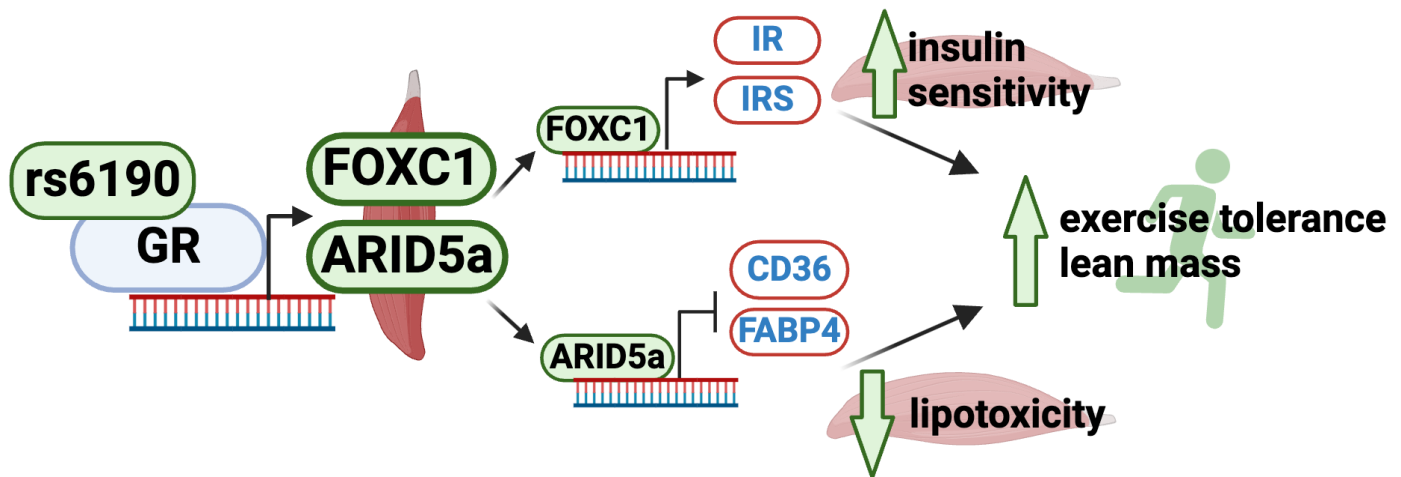 rs6190
GR
FOXC1
ARID5a
FOXC1
IR
IRS
insulin
sensitivity
ARID5a
CD36
FABP4
lipotoxicity
exercise tolerance
lean mass